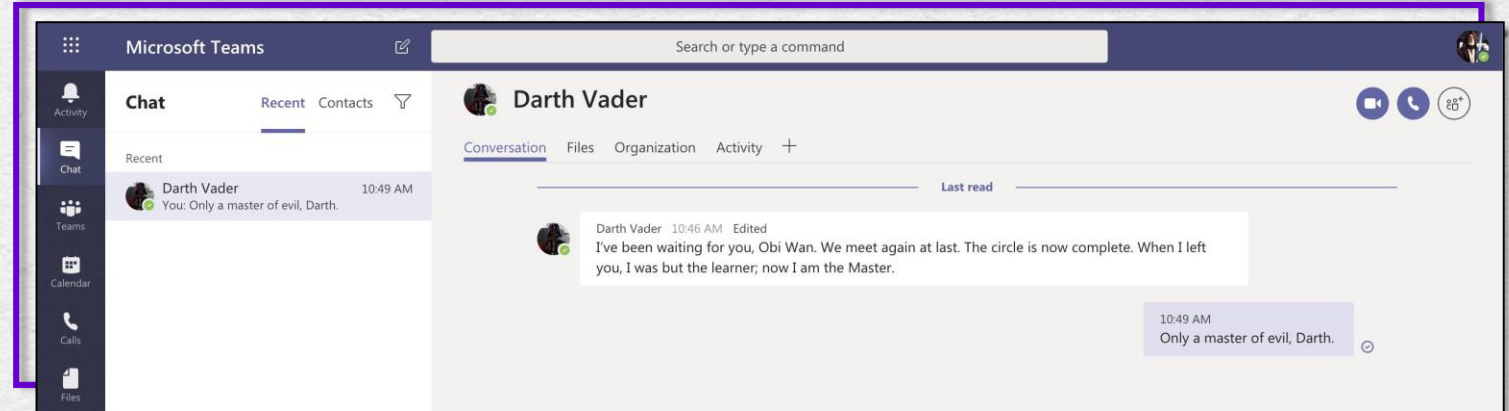 Microsoft Teams
Search or type a command
Activity
Chat
Teams
Calendar
Calls
Files
Chat
Recent Contacts
Recent
Darth Vader 10:49 AM
You: Only a master of evil, Darth.
Darth Vader
Conversation Files Organization Activity
Last read
Darth Vader 10:46 AM Edited
I've been waiting for you, Obi Wan. We meet again at last. The circle is now complete. When I left
you, I was but the learner; now I am the Master.
10:49 AM
Only a master of evil, Darth.